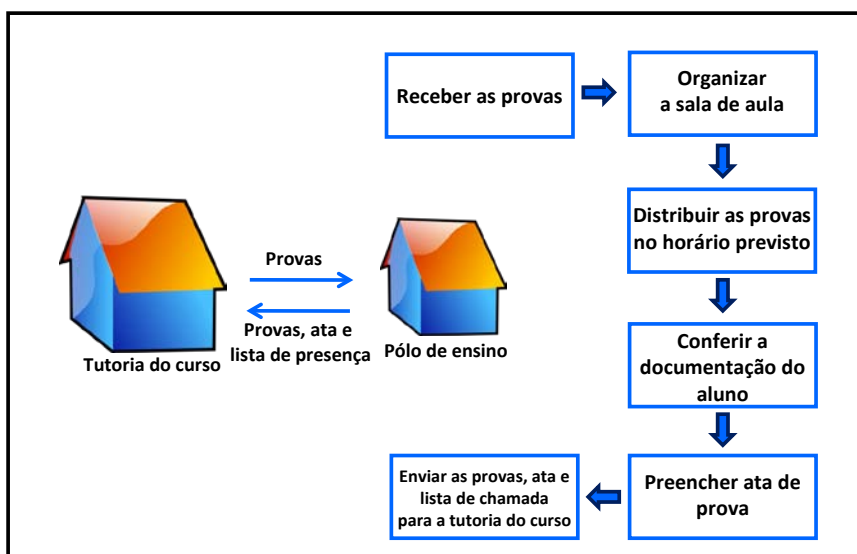 Receber as provas
Organizar
a sala de aula
Distribuir as provas
no horário previsto
Conferir a
documentação do
aluno
Preencher ata de
prova
Enviar as provas, ata e
lista de chamada
para a tutoria do curso
Provas
Provas, ata e
lista de presença
Tutoria do curso
Pólo de ensino